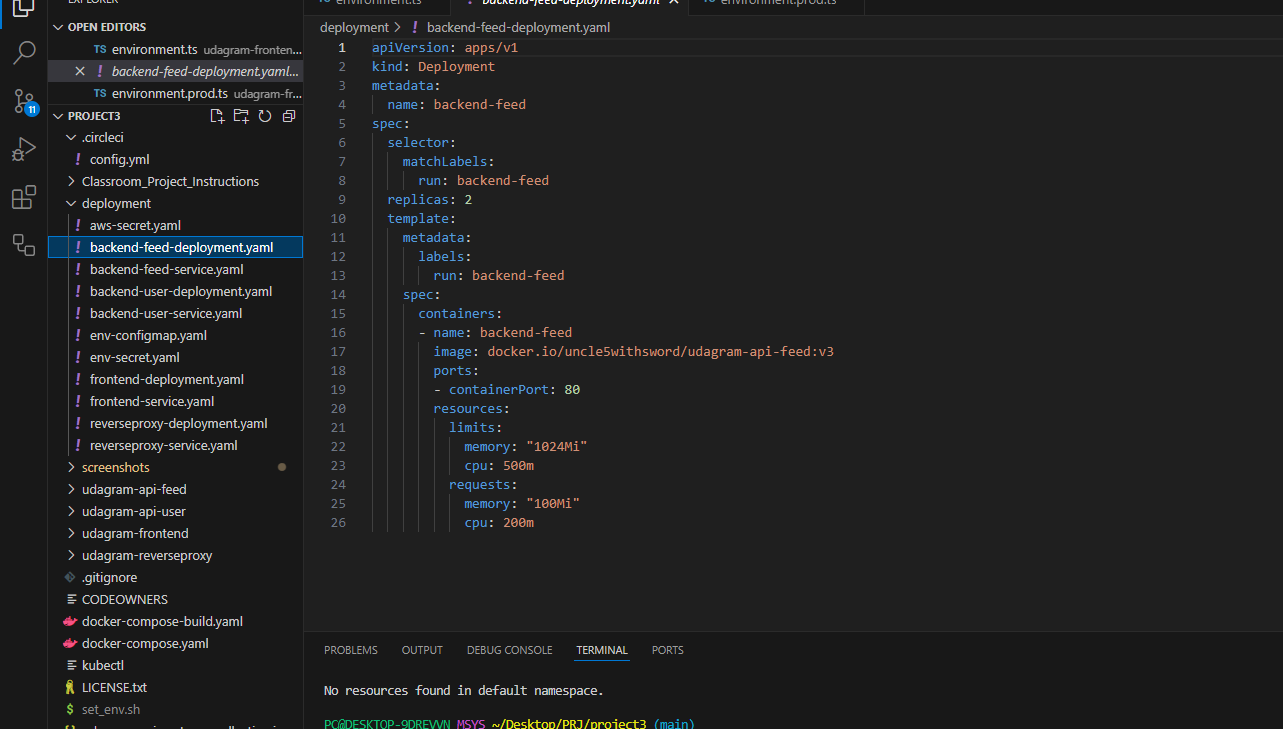 EXPLORER
OPEN EDITORS
TS environment.ts udagram-fronten...
! backend-feed-deployment.yaml...
TS environment.prod.ts udagram-fr...
11
PROJECT3
.circleci
! config.yml
Classroom_Project_Instructions
deployment
! aws-secret.yaml
! backend-feed-deployment.yaml
! backend-feed-service.yaml
! backend-user-deployment.yaml
! backend-user-service.yaml
! env-configmap.yaml
! env-secret.yaml
! frontend-deployment.yaml
! frontend-service.yaml
! reverseproxy-deployment.yaml
! reverseproxy-service.yaml
screenshots
udagram-api-feed
udagram-api-user
udagram-frontend
udagram-reverseproxy
.gitignore
CODEOWNERS
docker-compose-build.yaml
docker-compose.yaml
kubectl
LICENSE.txt
$ set_env.sh
environment.ts
! backend-feed-deployment.yaml
environment.prod.ts
deployment > ! backend-feed-deployment.yaml
1 apiVersion: apps/v1
2 kind: Deployment
3 metadata:
4 name: backend-feed
5 spec:
6 selector:
7 matchLabels:
8 run: backend-feed
9 replicas: 2
10 template:
11 metadata:
12 labels:
13 run: backend-feed
14 spec:
15 containers:
16 - name: backend-feed
17 image: docker.io/uncle5withsword/udagram-api-feed:v3
18 ports:
19 - containerPort: 80
20 resources:
21 limits:
22 memory: "1024Mi"
23 cpu: 500m
24 requests:
25 memory: "100Mi"
26 cpu: 200m
PROBLEMS OUTPUT DEBUG CONSOLE TERMINAL PORTS
No resources found in default namespace.
PC@DESKTOP-9DREVVN MSYS ~/Desktop/PRJ/project3 (main)